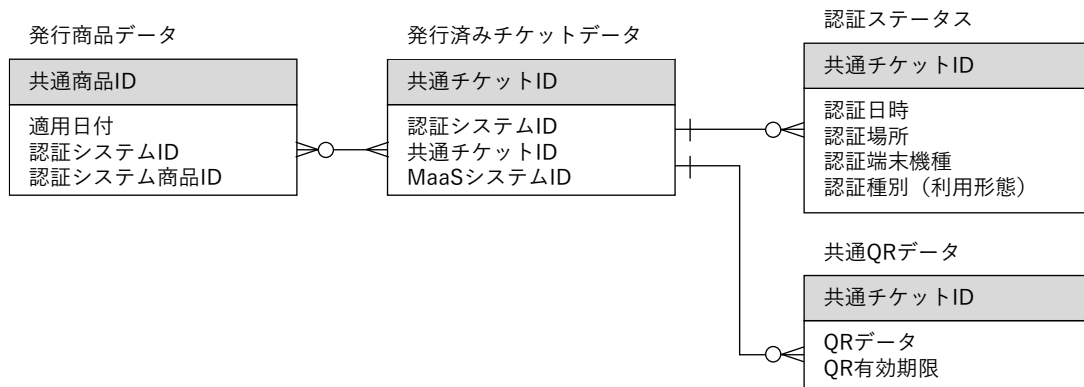 発行商品データ
共通商品ID
適用日付
認証システムID
認証システム商品ID
発行済みチケットデータ
共通チケットID
認証システムID
共通チケットID
MaaSシステムID
認証ステータス
共通チケットID
認証日時
認証場所
認証端末機種
認証種別（利用形態）
共通QRデータ
共通チケットID
QRデータ
QR有効期限